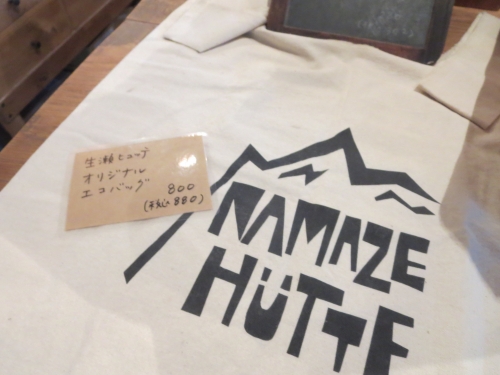 生瀬ヒュッテ
オリジナル
エコバッグ 800
(税込880)
NAMAZE
HÜTTE